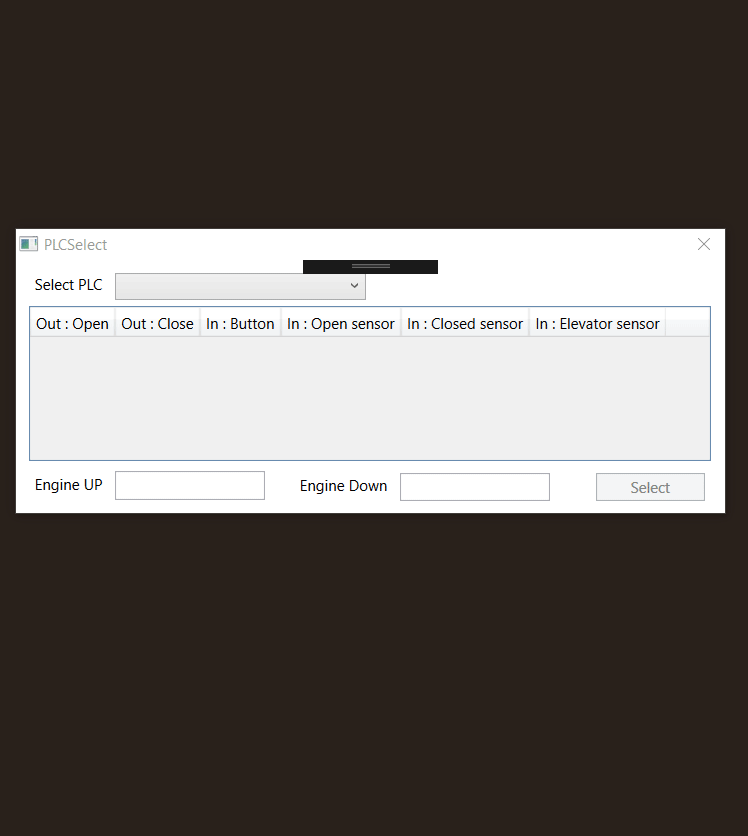 PLCSelect
Select PLC
Out : Open Out : Close In : Button In : Open sensor In : Closed sensor In : Elevator sensor
Engine UP Engine Down Select